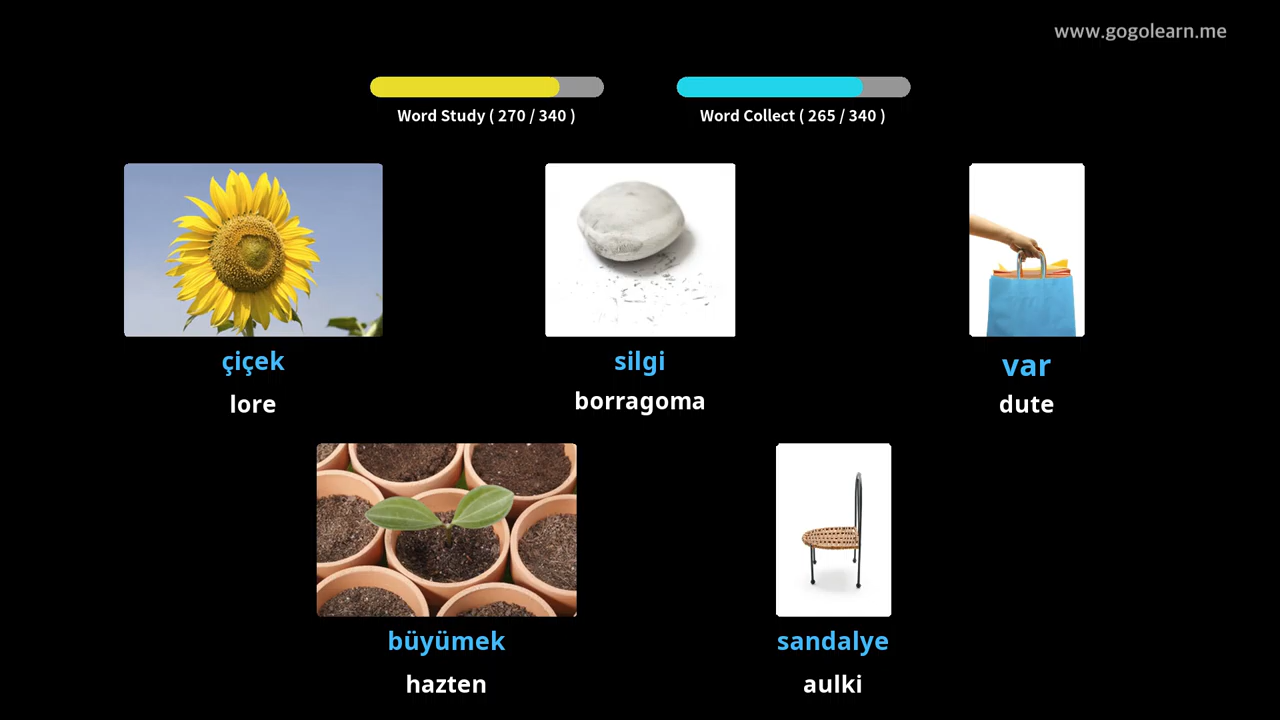 www.gogolearn.me
Word Study ( 270 / 340 )
Word Collect ( 265 / 340 )
çiçek
lore
silgi
borragoma
var
dute
büyümek
hazten
sandalye
aulki